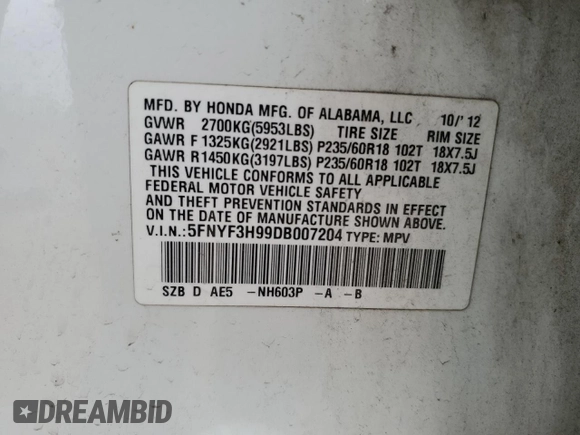 MFD. BY HONDA MFG. OF ALABAMA, LLC 10/'12
GVWR 2700KG(5953LBS) TIRE SIZE RIM SIZE
GAWR F 1325KG(2921LBS) P235/60R18 102T 18X7.5J
GAWR R1450KG(3197LBS) P235/60R18 102T 18X7.5J
THIS VEHICLE CONFORMS TO ALL APPLICABLE
FEDERAL MOTOR VEHICLE SAFETY
AND THEFT PREVENTION STANDARDS IN EFFECT
ON THE DATE OF MANUFACTURE SHOWN ABOVE.
V.I.N.:5FNYF3H99DB007204 TYPE: MPV
SZB D AE5 -NH603P -A -B
DREAMBID